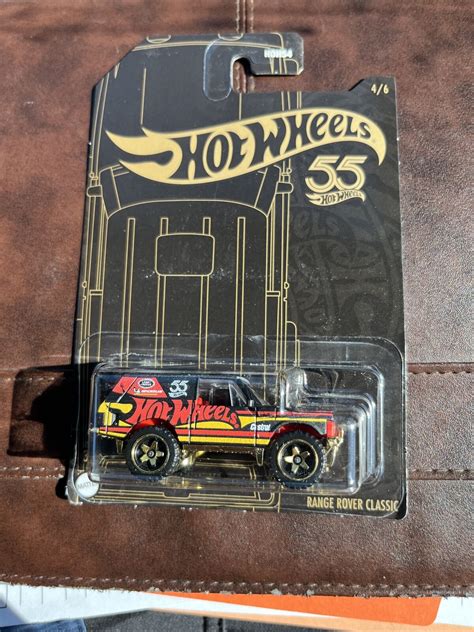 4/6
HOT WHEELS
55
HOT WHEELS
55
HOT WHEELS
Castrol
RANGE ROVER CLASSIC